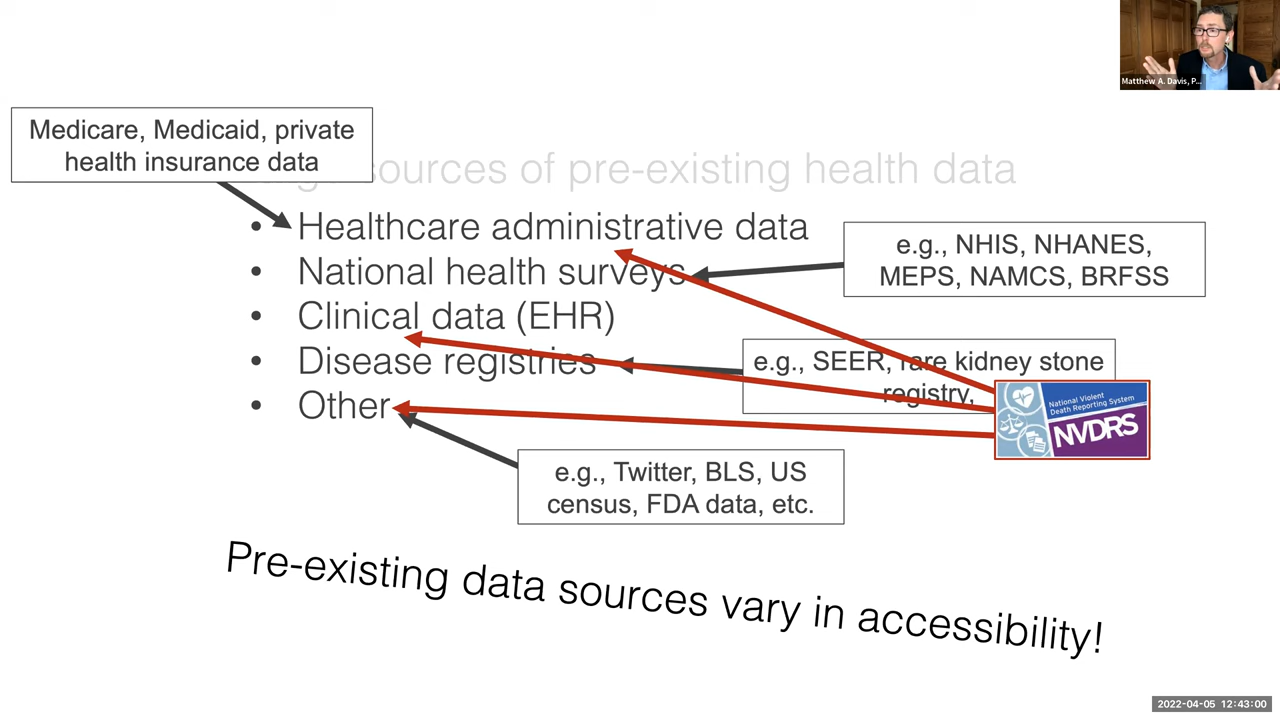 Matthew A. Davis, P...
Medicare, Medicaid, private
health insurance data
sources of pre-existing health data
• Healthcare administrative data
• National health surveys
• Clinical data (EHR)
• Disease registries
• Other
e.g., NHIS, NHANES,
MEPS, NAMCS, BRFSS
e.g., SEER, rare kidney stone
registry,
National Violent
Death Reporting System
NVDRS
e.g., Twitter, BLS, US
census, FDA data, etc.
Pre-existing data sources vary in accessibility!
2022-04-05 12:43:00